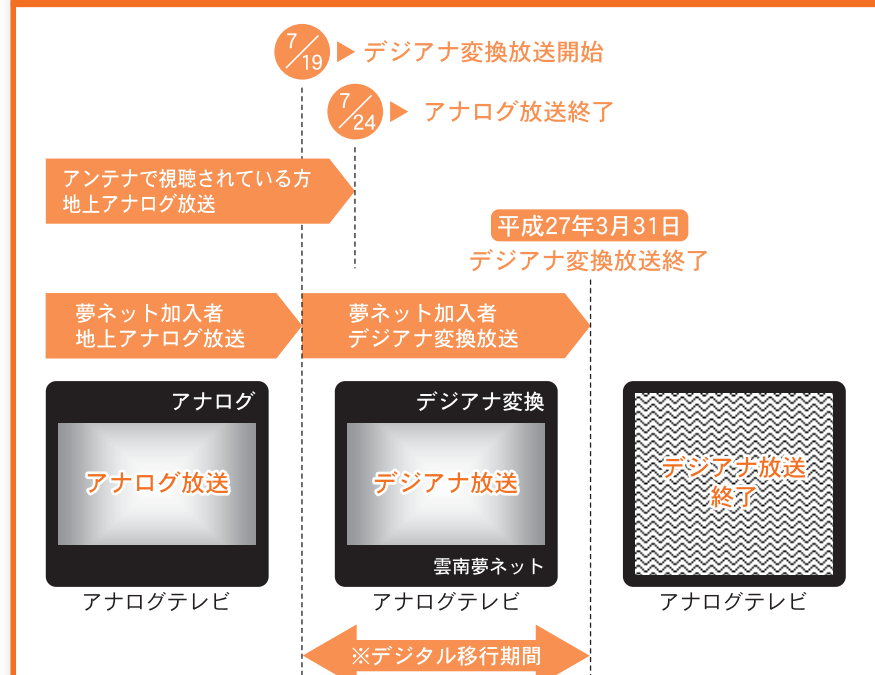 7/19 ▶ デジアナ変換放送開始
7/24 ▶ アナログ放送終了
アンテナで視聴されている方
地上アナログ放送
平成27年3月31日
デジアナ変換放送終了
夢ネット加入者
地上アナログ放送
夢ネット加入者
デジアナ変換放送
アナログ
アナログ放送
アナログテレビ
デジアナ変換
デジアナ放送
雲南夢ネット
アナログテレビ
デジアナ放送
終了
アナログテレビ
※デジタル移行期間